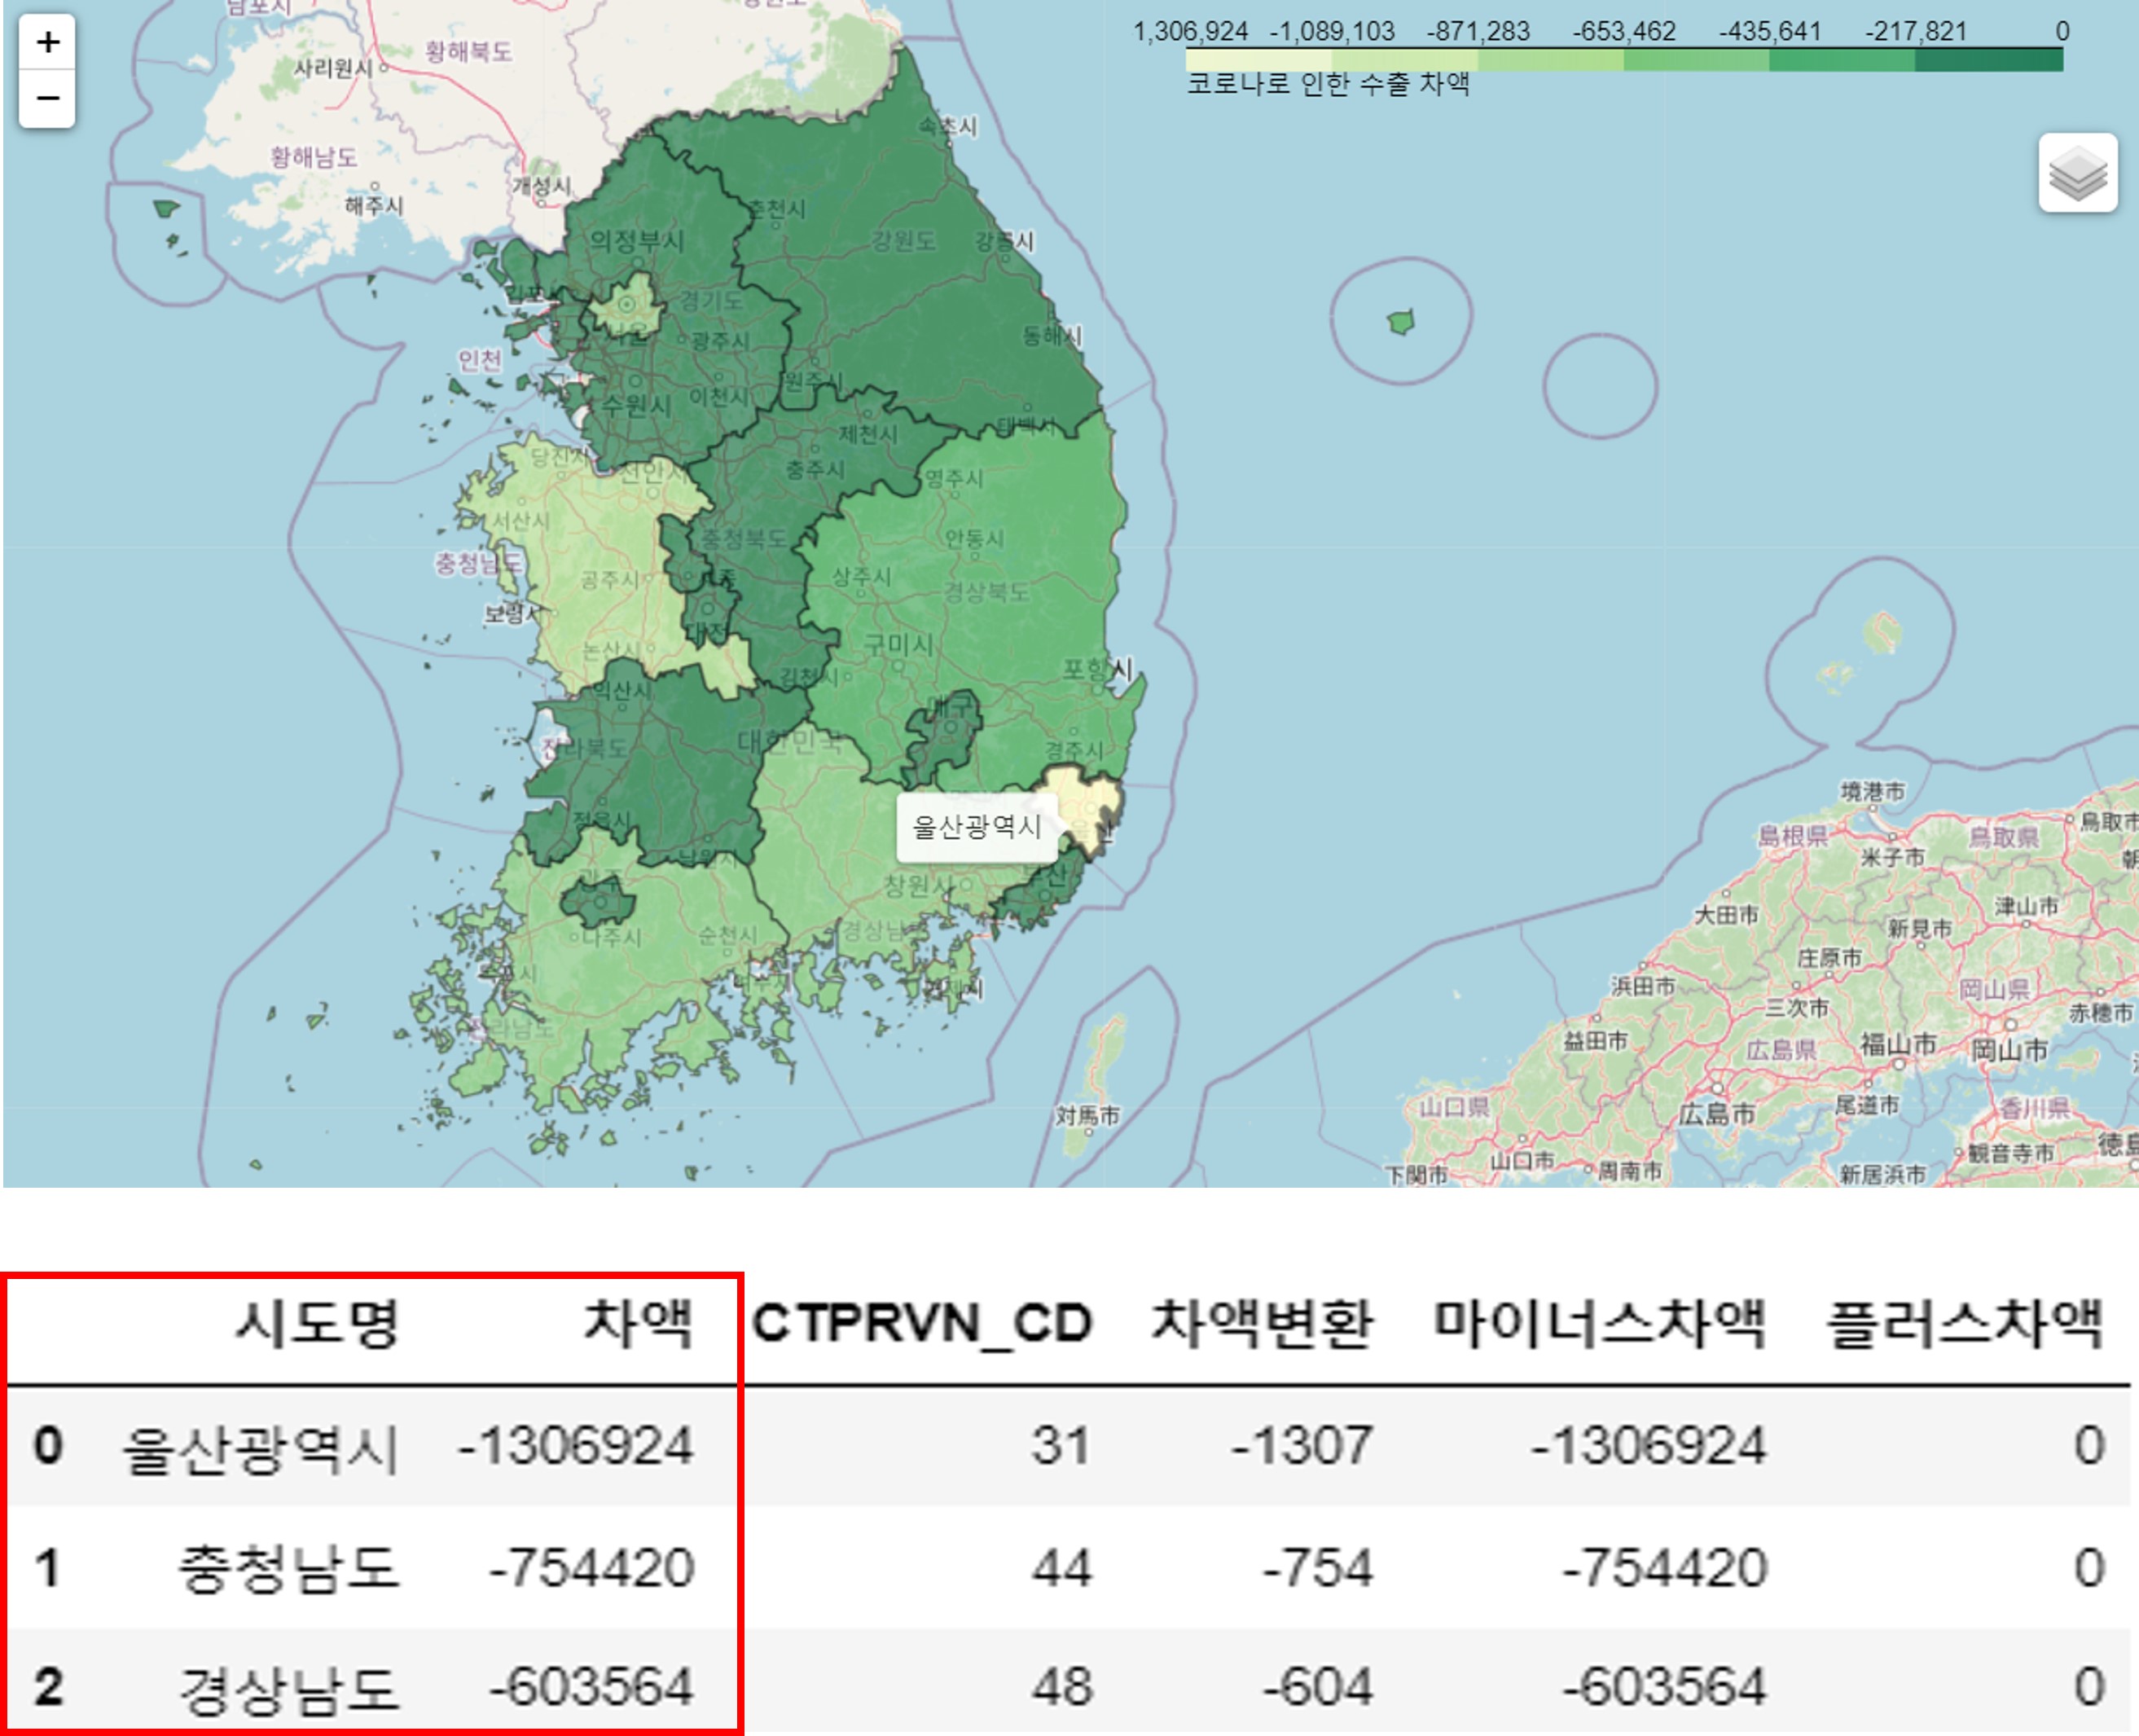 남포시
+
황해북도
사리원시
−
1,306,924 -1,089,103 -871,283 -653,462 -435,641 -217,821 0
코로나로 인한 수출 차액
속초시
황해남도
개성시
해주시
춘천시
의정부시
강원도
강릉시
김포시
경기도
서울
광주시
동해시
인천
원주시
수원시
이천시
태백시
제천시
당진시
천안시
충주시
영주시
서산시
충청북도
안동시
충청남도
공주시
상주시
경상북도
보령시
대전
논산시
구미시
김천시
포항시
익산시
대구
전라북도
대한민국
경주시
境港市
울산광역시
울산
島根県
鳥取県
鳥取市
米子市
정읍시
남원시
광주
창원시
부산
大田市
津山市
나주시
순천시
경상남도
新見市
庄原市
浜田市
岡山県
여수시
거제시
三次市
赤穂市
전라남도
益田市
広島県
福山市
岡山市
対馬市
山口県
広島市
尾道市
香川県
下関市
山口市
周南市
新居浜市
観音寺市
시도명 차액 CTPRVN_CD 차액변환 마이너스차액 플러스차액
0 울산광역시 -1306924 31 -1307 -1306924 0
1 충청남도 -754420 44 -754 -754420 0
2 경상남도 -603564 48 -604 -603564 0